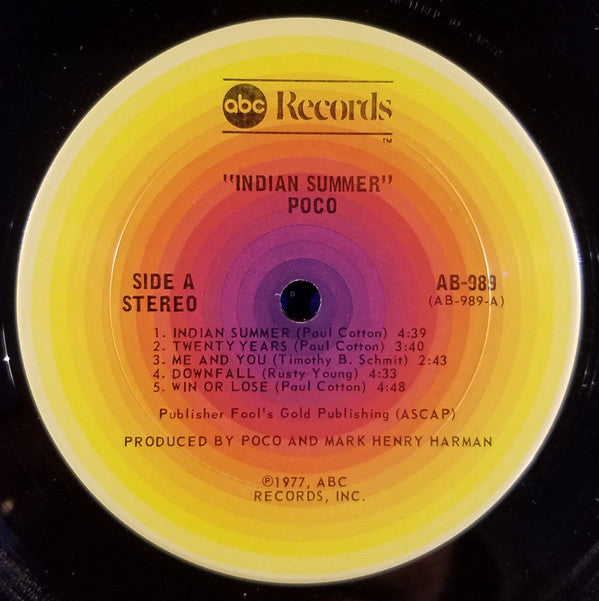 abc Records
TM
"INDIAN SUMMER"
POCO
SIDE A
STEREO
AB-989
(AB-989-A)
1. INDIAN SUMMER (Paul Cotton) 4:39
2. TWENTY YEARS (Paul Cotton) 3:40
3. ME AND YOU (Timothy B. Schmit) 2:43
4. DOWNFALL (Rusty Young) 4:33
5. WIN OR LOSE (Paul Cotton) 4:48
Publisher Fool's Gold Publishing (ASCAP)
PRODUCED BY POCO AND MARK HENRY HARMAN
℗1977, ABC
RECORDS, INC.